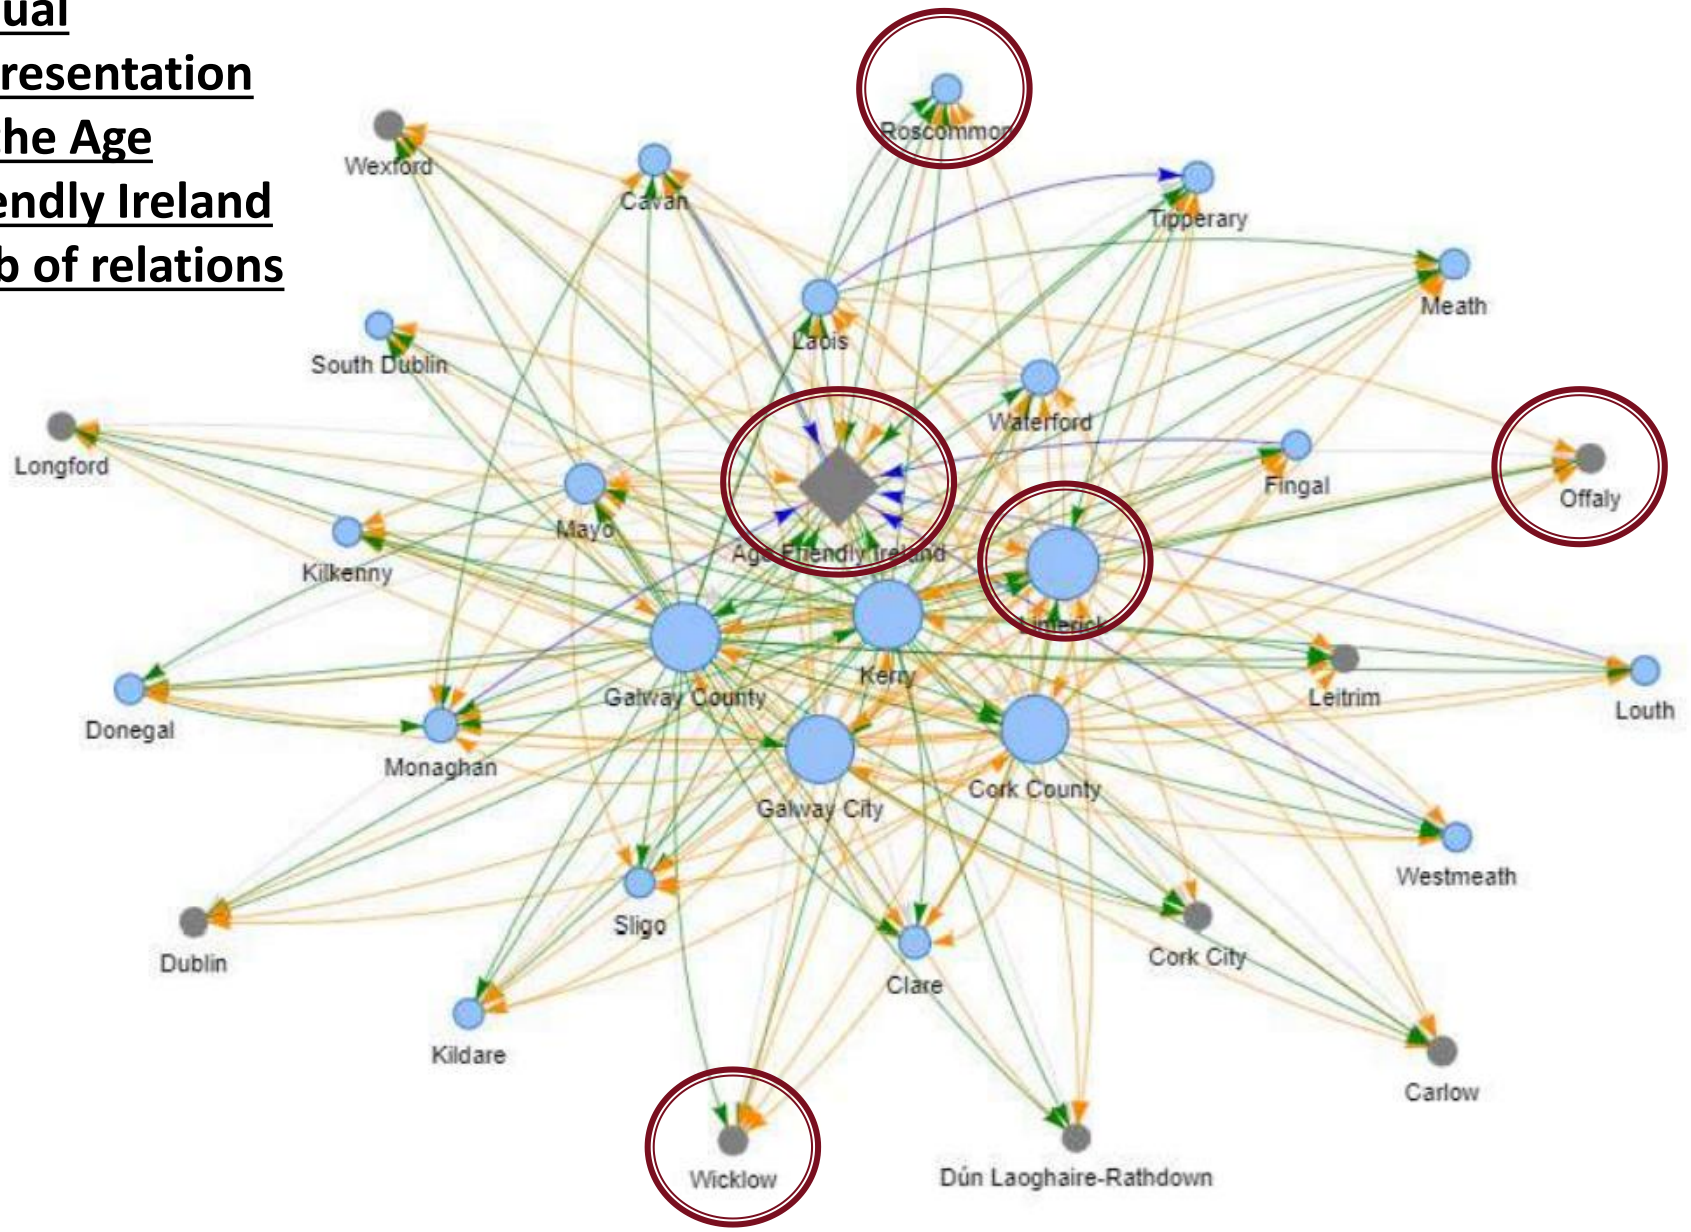 ual
presentation
the Age
endly Ireland
b of relations
Roscommon
Wexford
Cavan
Tipperary
Meath
Laois
South Dublin
Waterford
Longford
Fingal
Offaly
Mayo
Age Friendly Ireland
Kilkenny
Limerick
Kerry
Galway County
Leitrim
Louth
Donegal
Monaghan
Galway City
Cork County
Westmeath
Sligo
Dublin
Clare
Cork City
Kildare
Carlow
Wicklow
Dún Laoghaire-Rathdown